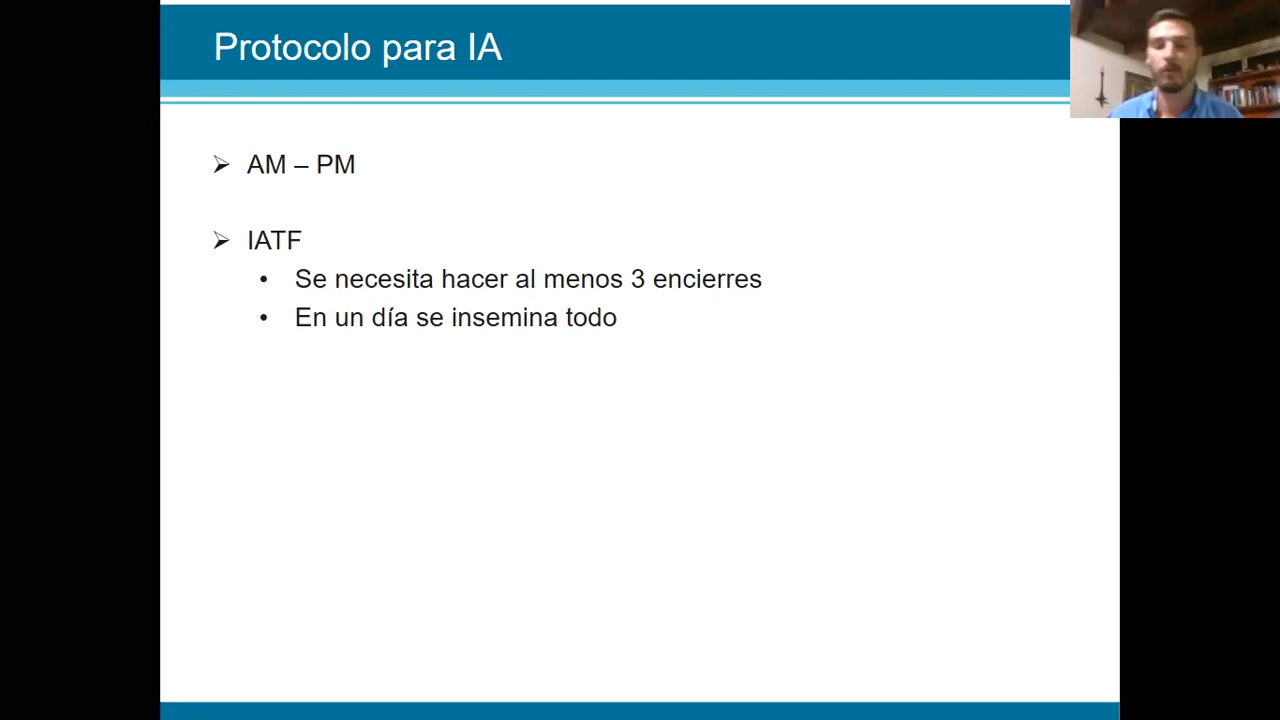 Protocolo para IA
AM – PM
IATF
Se necesita hacer al menos 3 encierres
En un día se insemina todo